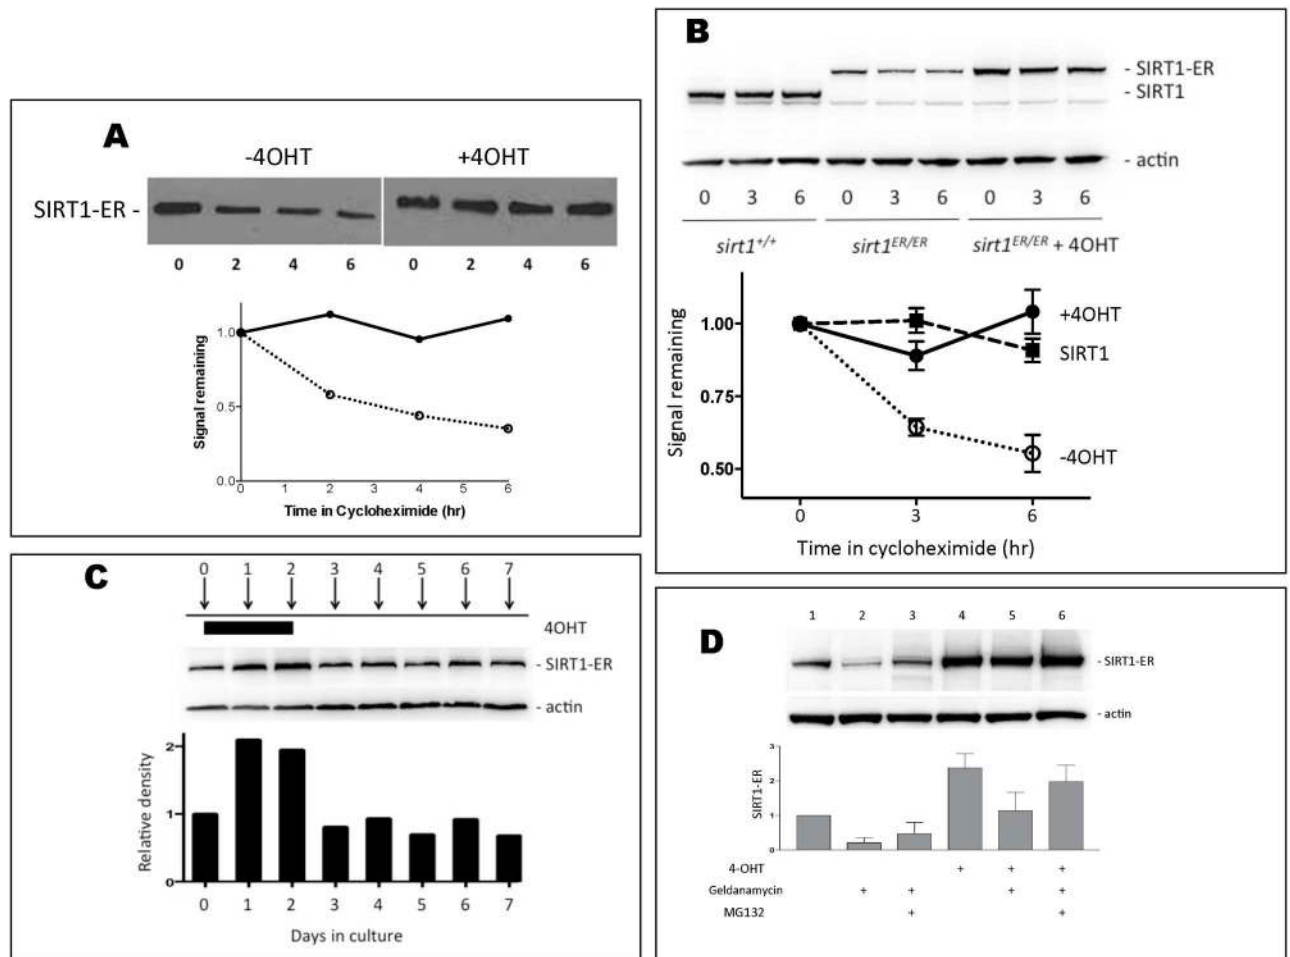 A
-4OHT +4OHT
SIRT1-ER -
0 2 4 6 0 2 4 6
Signal remaining
1.0
0.5
0.0
0 1 2 3 4 5 6
Time in Cycloheximide (hr)
B
- SIRT1-ER
- SIRT1
- actin
0 3 6 0 3 6 0 3 6
sirt1+/+ sirt1ER/ER sirt1ER/ER + 4OHT
Signal remaining
1.00
0.75
0.50
+4OHT
SIRT1
-4OHT
0 3 6
Time in cycloheximide (hr)
C
0 1 2 3 4 5 6 7
4OHT
- SIRT1-ER
- actin
Relative density
2
1
0
0 1 2 3 4 5 6 7
Days in culture
D
1 2 3 4 5 6
- SIRT1-ER
- actin
SIRT1-ER
3
2
1
0
4-OHT + + +
Geldanamycin + + + +
MG132 + +